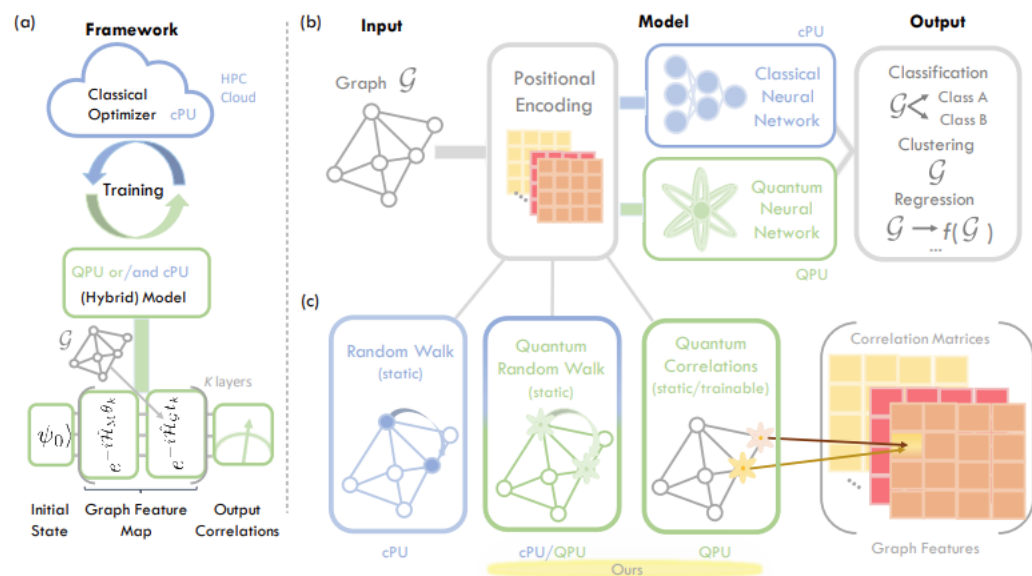 (a)
Framework
Classical
Optimizer
cPU
HPC
Cloud
Training
QPU or/and cPU
(Hybrid) Model
𝒢
K layers
|ψ₀⟩
e^{-iℋ̂_ℳ θ_k}
e^{-iℋ̂_𝒢 t_k}
Initial
State
Graph Feature
Map
Output
Correlations
(b)
Input
Model
Output
Graph 𝒢
Positional
Encoding
...
cPU
Classical
Neural
Network
Quantum
Neural
Network
QPU
Classification
𝒢
Class A
Class B
Clustering
𝒢
Regression
𝒢 → f(𝒢)
...
(c)
Random Walk
(static)
cPU
Quantum
Random Walk
(static)
cPU/QPU
Quantum
Correlations
(static/trainable)
QPU
Ours
Correlation Matrices
...
Graph Features